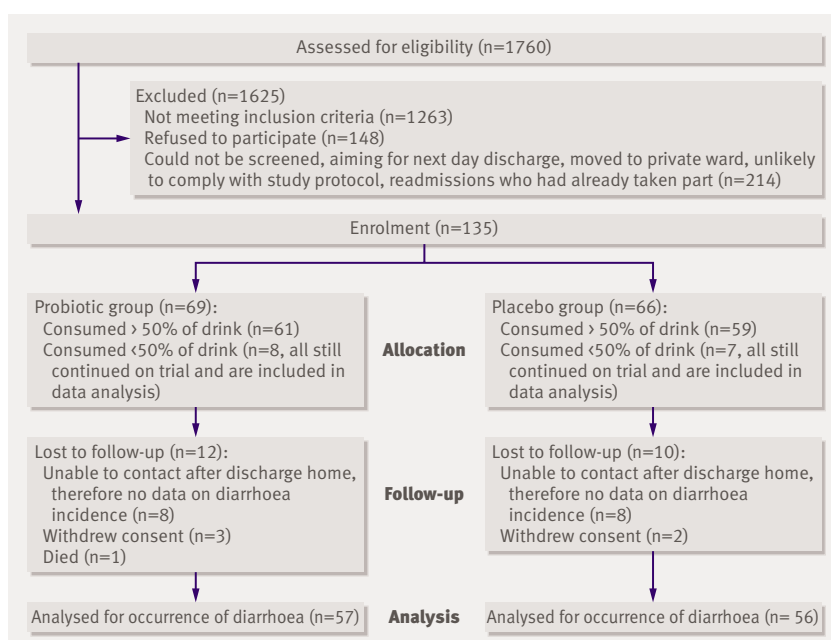 Assessed for eligibility (n=1760)
Excluded (n=1625)
Not meeting inclusion criteria (n=1263)
Refused to participate (n=148)
Could not be screened, aiming for next day discharge, moved to private ward, unlikely
to comply with study protocol, readmissions who had already taken part (n=214)
Enrolment (n=135)
Probiotic group (n=69):
Consumed > 50% of drink (n=61)
Consumed <50% of drink (n=8, all still
continued on trial and are included in
data analysis)
Allocation
Placebo group (n=66):
Consumed > 50% of drink (n=59)
Consumed <50% of drink (n=7, all still
continued on trial and are included in
data analysis)
Lost to follow-up (n=12):
Unable to contact after discharge home,
therefore no data on diarrhoea
incidence (n=8)
Withdrew consent (n=3)
Died (n=1)
Follow-up
Lost to follow-up (n=10):
Unable to contact after discharge home,
therefore no data on diarrhoea
incidence (n=8)
Withdrew consent (n=2)
Analysed for occurrence of diarrhoea (n=57)
Analysis
Analysed for occurrence of diarrhoea (n= 56)